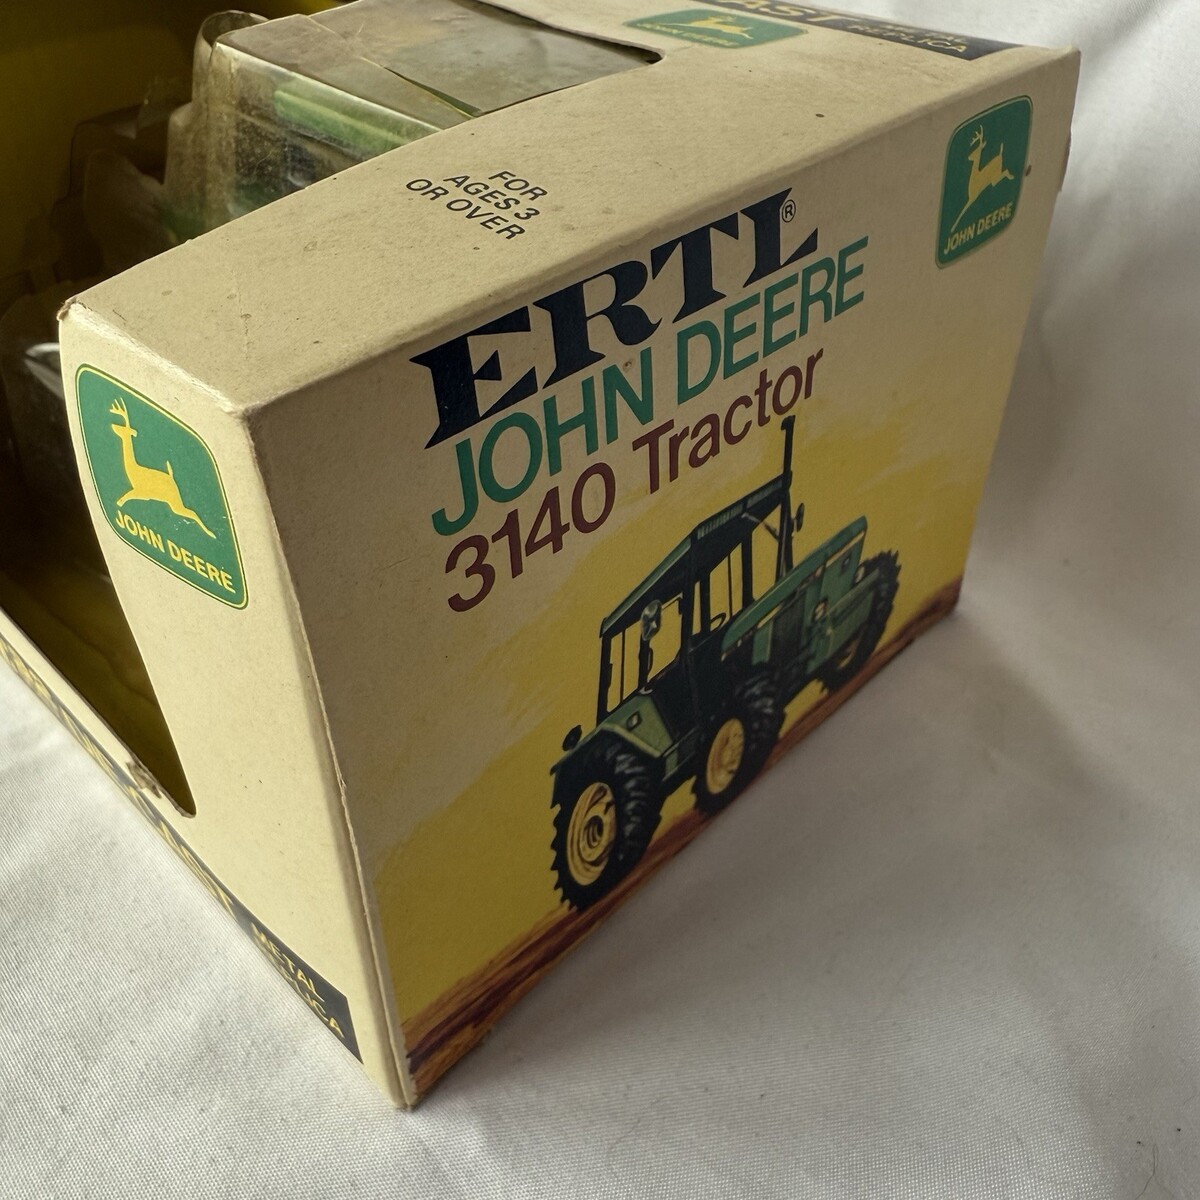 JOHN DEERE
AST
REPLICA
FOR
AGES 3
OR OVER
ERTL®
JOHN DEERE
3140 Tractor
JOHN DEERE
JOHN DEERE
METAL
REPLICA